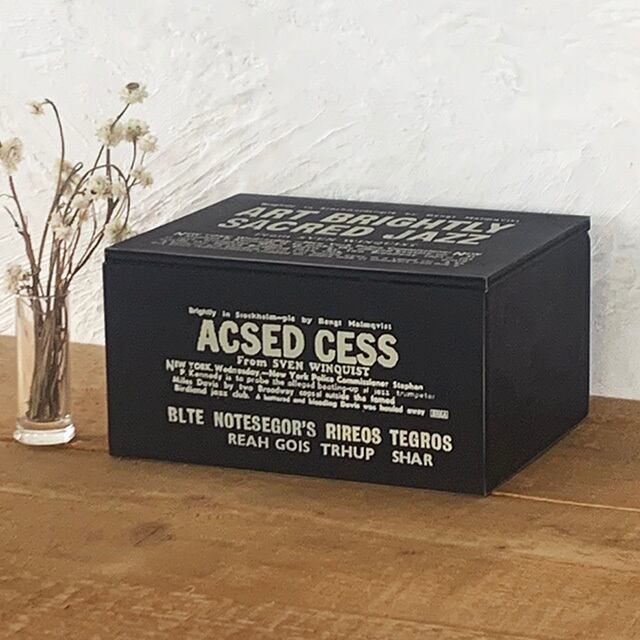 ART BRIGHTLY
SACRED JAZZ
Brightly in Stockholm—pic by Bengt Malmqvist
ACSED CESS
From SVEN WINQUIST
NEW YORK, Wednesday.—New York Police Commissioner Stephen
P. Kennedy is to probe the alleged beating-up of jazz trumpeter
Miles Davis by two Broadway cops outside the famed
Birdland jazz club. A battered and bleeding Davis was hauled away
BLTE NOTESEGOR'S RIREOS TEGROS
REAH GOIS TRHUP SHAR